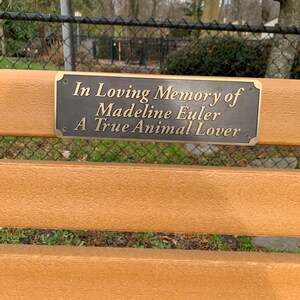 In Loving Memory of
Madeline Euler
A True Animal Lover